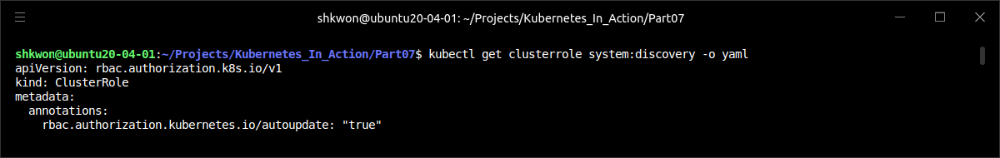 shkwon@ubuntu20-04-01: ~/Projects/Kubernetes_In_Action/Part07
shkwon@ubuntu20-04-01:~/Projects/Kubernetes_In_Action/Part07$ kubectl get clusterrole system:discovery -o yaml
apiVersion: rbac.authorization.k8s.io/v1
kind: ClusterRole
metadata:
  annotations:
    rbac.authorization.kubernetes.io/autoupdate: "true"